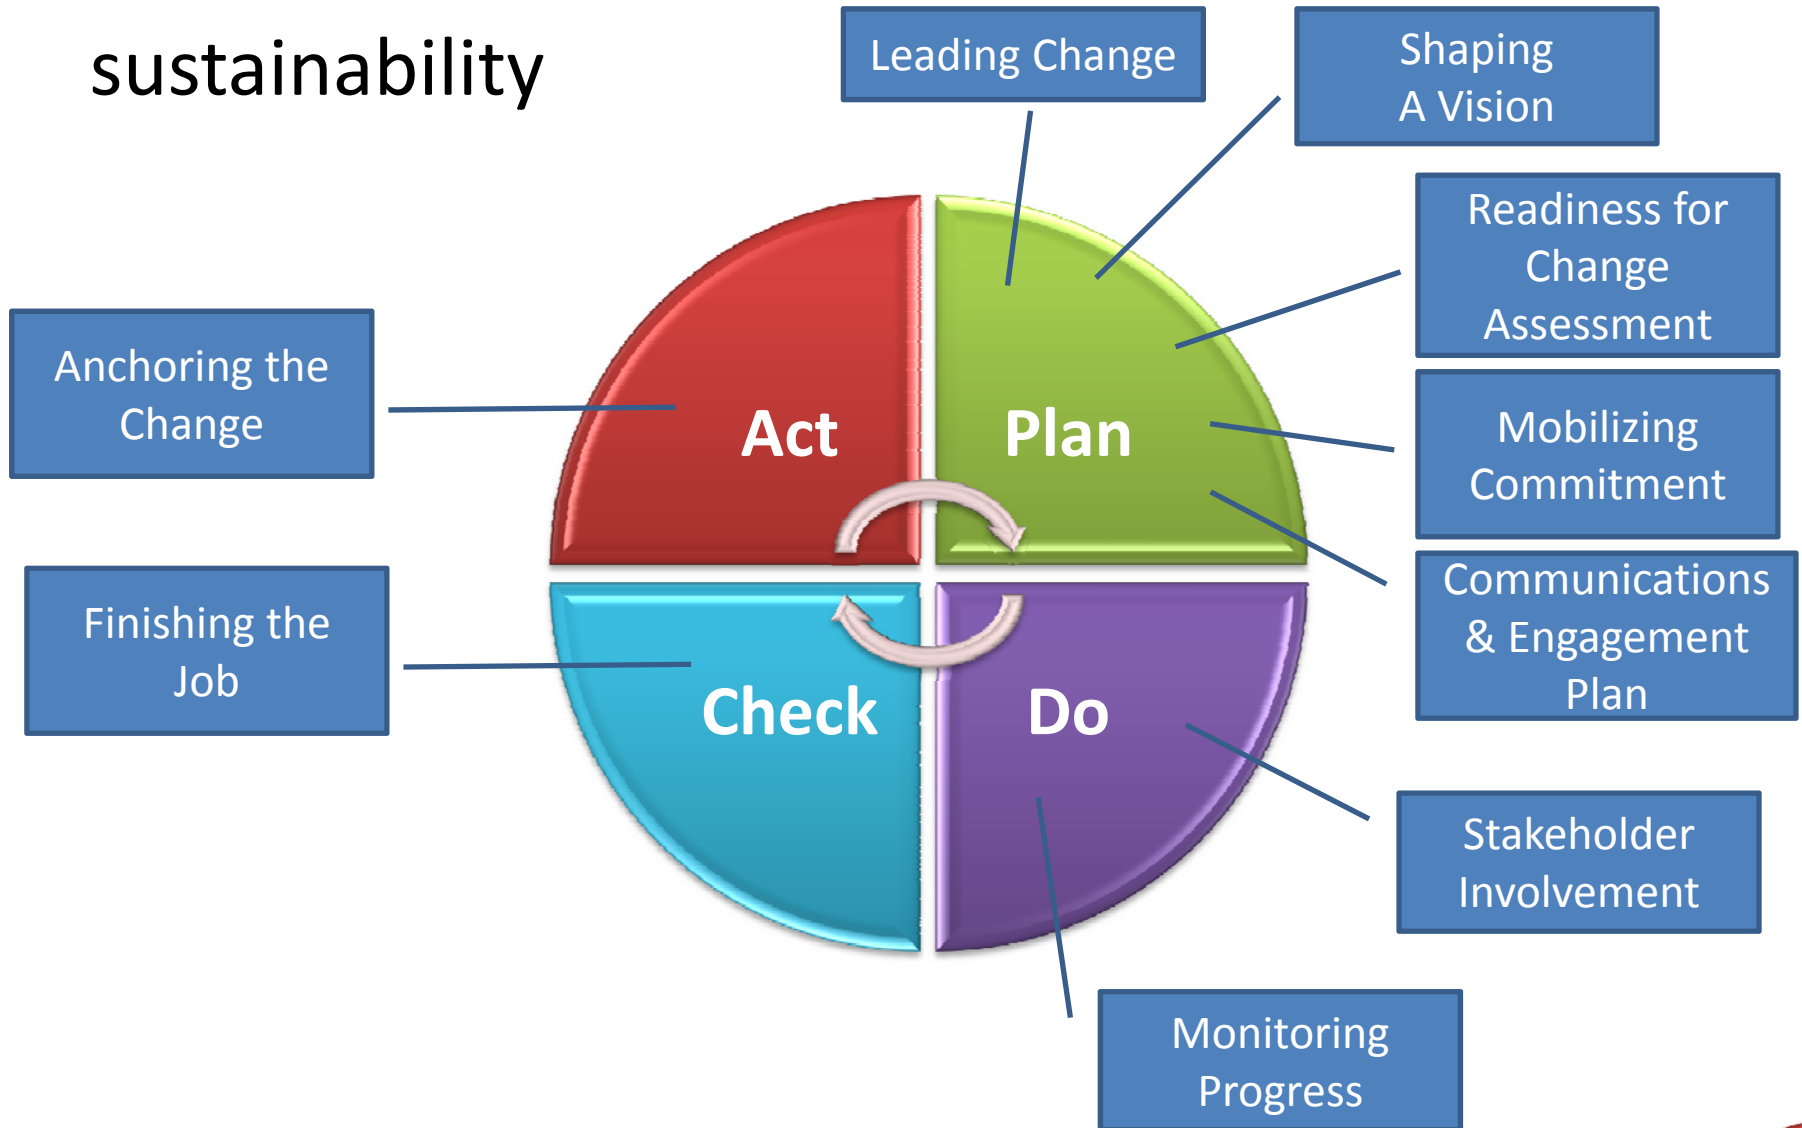 sustainability
Leading Change
Shaping
A Vision
Readiness for
Change
Assessment
Mobilizing
Commitment
Communications
& Engagement
Plan
Stakeholder
Involvement
Monitoring
Progress
Anchoring the
Change
Finishing the
Job
Act
Plan
Check
Do